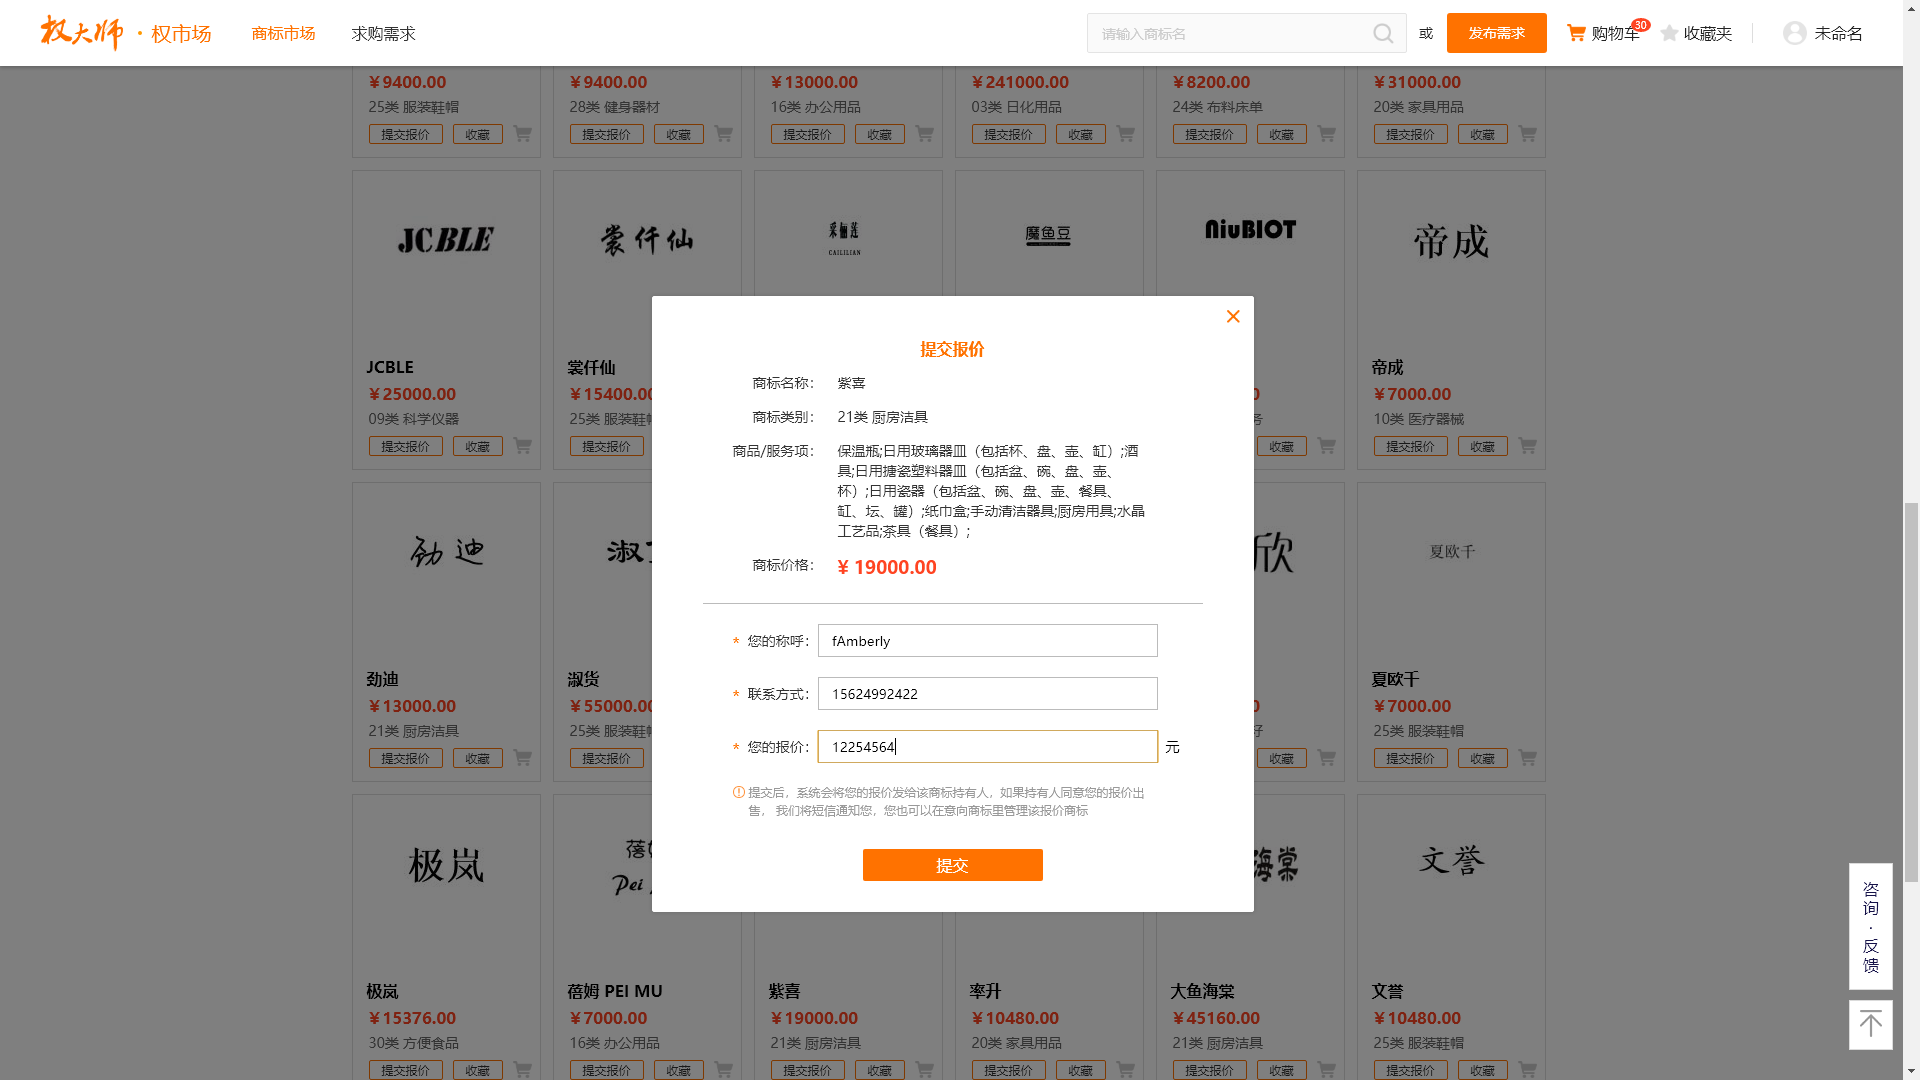 权大师 · 权市场 商标市场 求购需求 请输入商标名 或 发布需求 购物车 30 收藏夹 未命名
¥9400.00 ¥9400.00 ¥13000.00 ¥241000.00 ¥8200.00 ¥31000.00
25类 服装鞋帽 28类 健身器材 16类 办公用品 03类 日化用品 24类 布料床单 20类 家具用品
提交报价 收藏 提交报价 收藏 提交报价 收藏 提交报价 收藏 提交报价 收藏 提交报价 收藏
JCBLE 裳仟仙 采俪莲 魔鱼豆 NiuBIOT 帝成
CAILILIAN
×
提交报价
商标名称： 紫喜
商标类别： 21类 厨房洁具
商品/服务项： 保温瓶;日用玻璃器皿（包括杯、盘、壶、缸）;酒
具;日用搪瓷塑料器皿（包括盆、碗、盘、壶、
杯）;日用瓷器（包括盆、碗、盘、壶、餐具、
缸、坛、罐）;纸巾盒;手动清洁器具;厨房用具;水晶
工艺品;茶具（餐具）;
商标价格： ¥ 19000.00
* 您的称呼： fAmberly
* 联系方式： 15624992422
* 您的报价： 12254564 元
提交后，系统会将您的报价发给该商标持有人，如果持有人同意您的报价出
售， 我们将短信通知您，您也可以在意向商标里管理该报价商标
提交
JCBLE 裳仟仙 帝成
¥25000.00 ¥15400.00 ¥7000.00
09类 科学仪器 25类 服装鞋帽 务 10类 医疗器械
提交报价 收藏 提交报价 收藏 提交报价 收藏
劲迪 淑 欣 夏欧千
劲迪 淑货 夏欧千
¥13000.00 ¥55000.00 0 ¥7000.00
21类 厨房洁具 25类 服装鞋帽 25类 服装鞋帽
提交报价 收藏 提交报价 收藏 提交报价 收藏
极岚 蓓姆 海棠 文誉
Pei
极岚 蓓姆 PEI MU 紫喜 率升 大鱼海棠 文誉
¥15376.00 ¥7000.00 ¥19000.00 ¥10480.00 ¥45160.00 ¥10480.00
30类 方便食品 16类 办公用品 21类 厨房洁具 20类 家具用品 21类 厨房洁具 25类 服装鞋帽
提交报价 收藏 提交报价 收藏 提交报价 收藏 提交报价 收藏 提交报价 收藏 提交报价 收藏
咨
询
·
反
馈